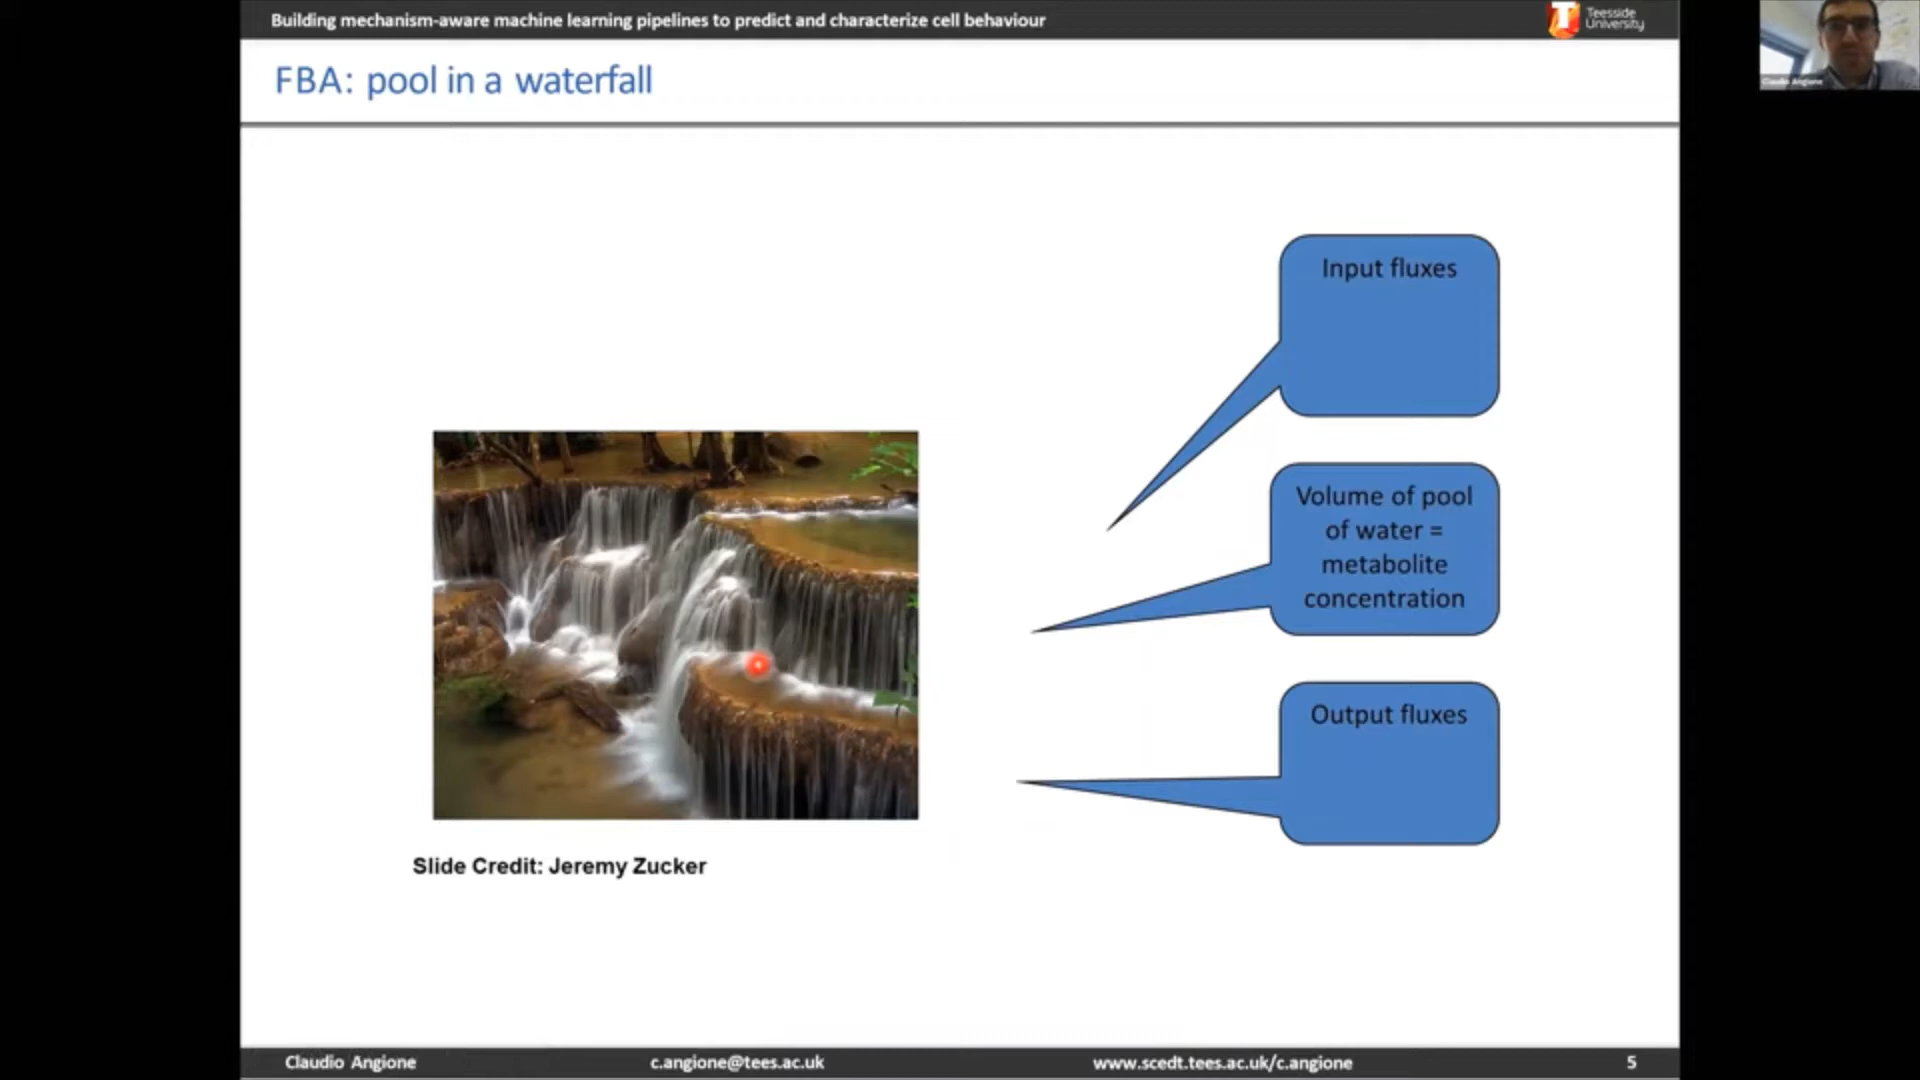 Building mechanism-aware machine learning pipelines to predict and characterize cell behaviour
Teesside
University
Claudio Angione
FBA: pool in a waterfall
Input fluxes
Volume of pool
of water =
metabolite
concentration
Output fluxes
Slide Credit: Jeremy Zucker
Claudio Angione
c.angione@tees.ac.uk
www.scedt.tees.ac.uk/c.angione
5